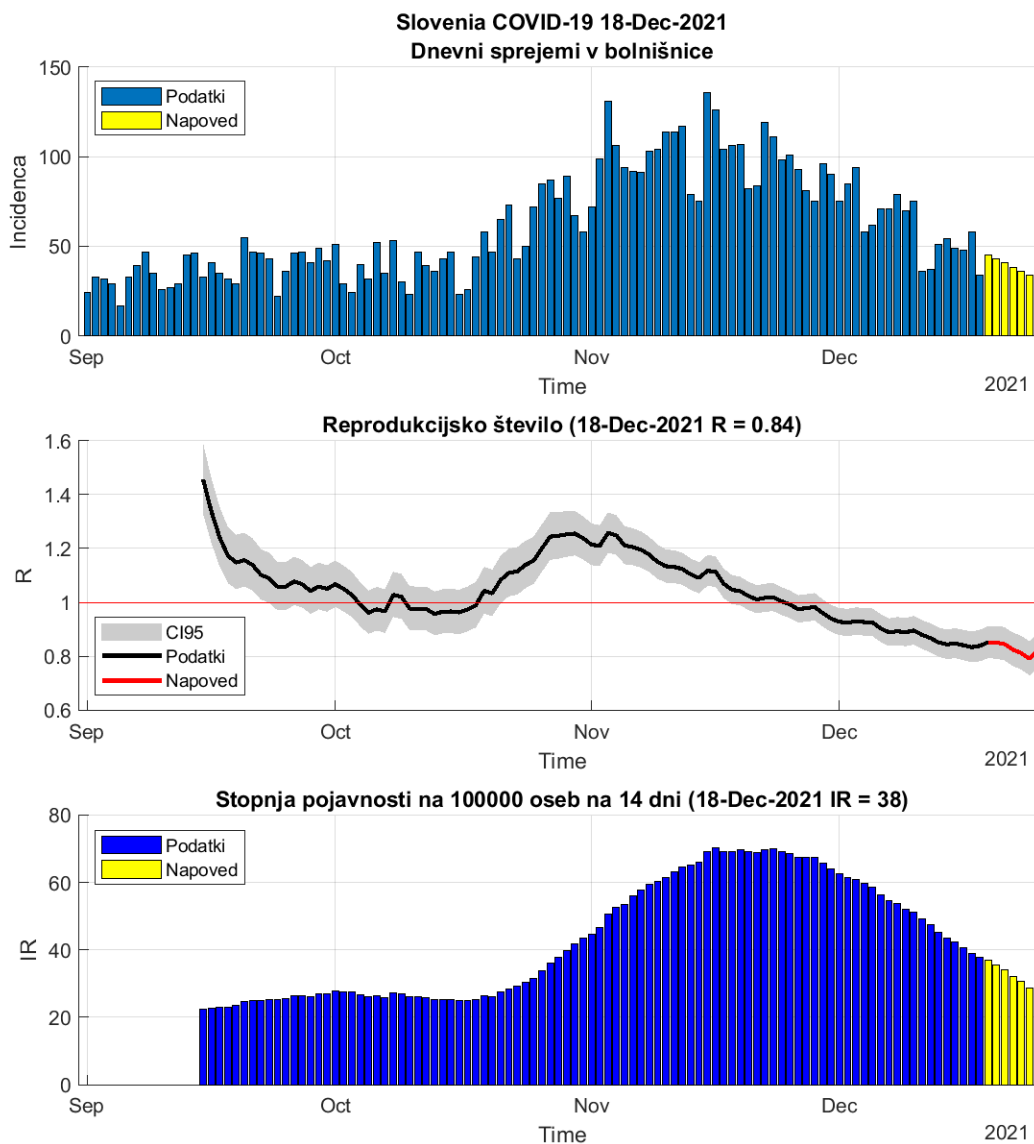 Slovenia COVID-19 18-Dec-2021
Dnevni sprejemi v bolnišnice
150
100
50
0
Incidenca
Podatki
Napoved
Sep
Oct
Nov
Dec
Time
2021
Reprodukcijsko število (18-Dec-2021 R = 0.84)
1.6
1.4
1.2
1
0.8
0.6
R
CI95
Podatki
Napoved
Sep
Oct
Nov
Dec
Time
2021
Stopnja pojavnosti na 100000 oseb na 14 dni (18-Dec-2021 IR = 38)
80
60
40
20
0
IR
Podatki
Napoved
Sep
Oct
Nov
Dec
Time
2021